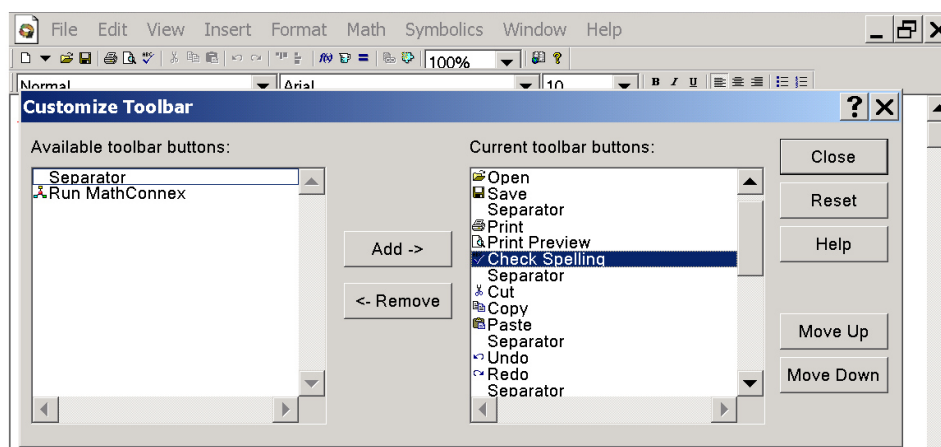 File Edit View Insert Format Math Symbolics Window Help
100%
Normal Arial 10 B I U
Customize Toolbar ? X
Available toolbar buttons:
Separator
Run MathConnex
Add ->
<- Remove
Current toolbar buttons:
Open
Save
Separator
Print
Print Preview
Check Spelling
Separator
Cut
Copy
Paste
Separator
Undo
Redo
Separator
Close
Reset
Help
Move Up
Move Down